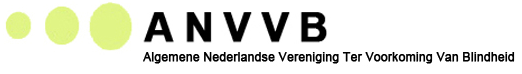 ANVVB
Algemene Nederlandse Vereniging Ter Voorkoming Van Blindheid